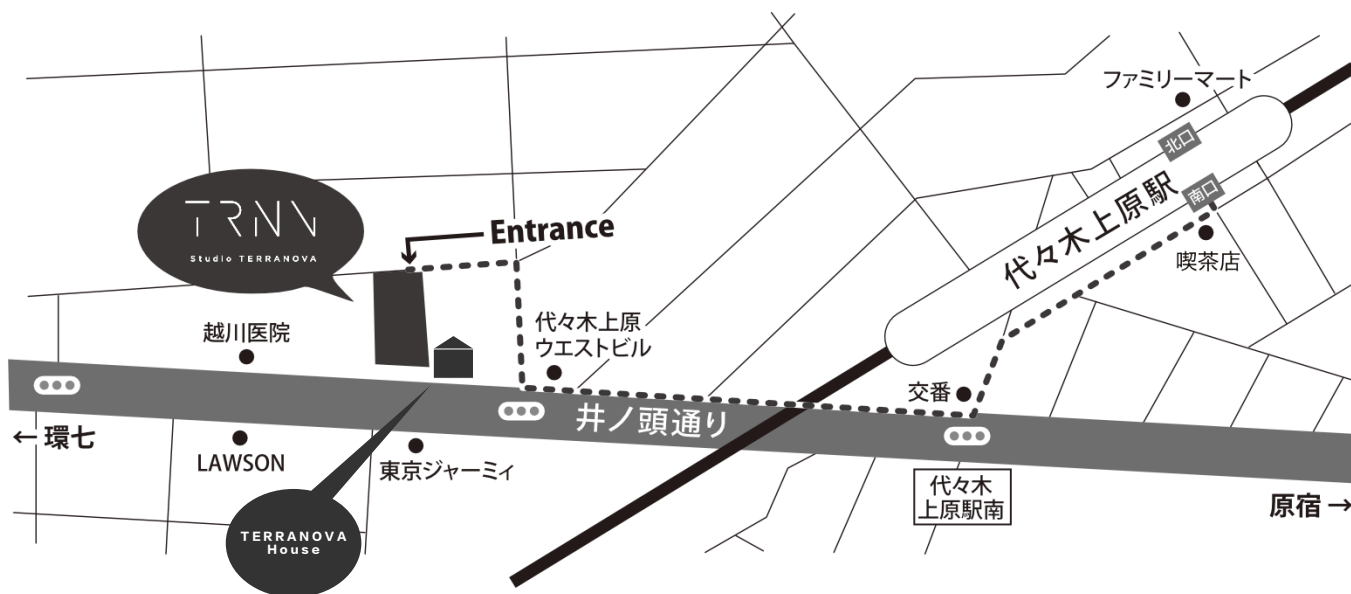 ファミリーマート
北口
代々木上原駅
南口
喫茶店
TRNN
Studio TERRANOVA
Entrance
越川医院
代々木上原
ウエストビル
交番
井ノ頭通り
← 環七
LAWSON
東京ジャーミィ
代々木
上原駅南
原宿 →
TERRANOVA
House